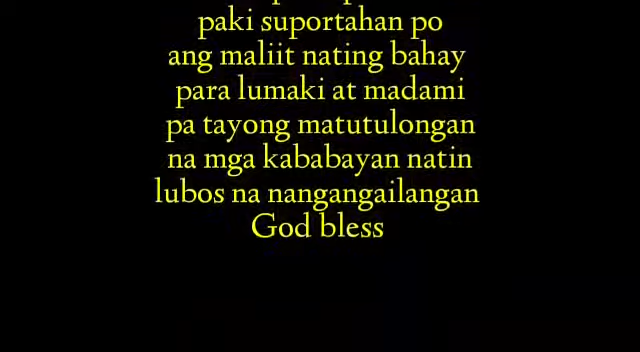 paki suportahan po
ang maliit nating bahay
para lumaki at madami
pa tayong matutulongan
na mga kababayan natin
lubos na nangangailangan
God bless